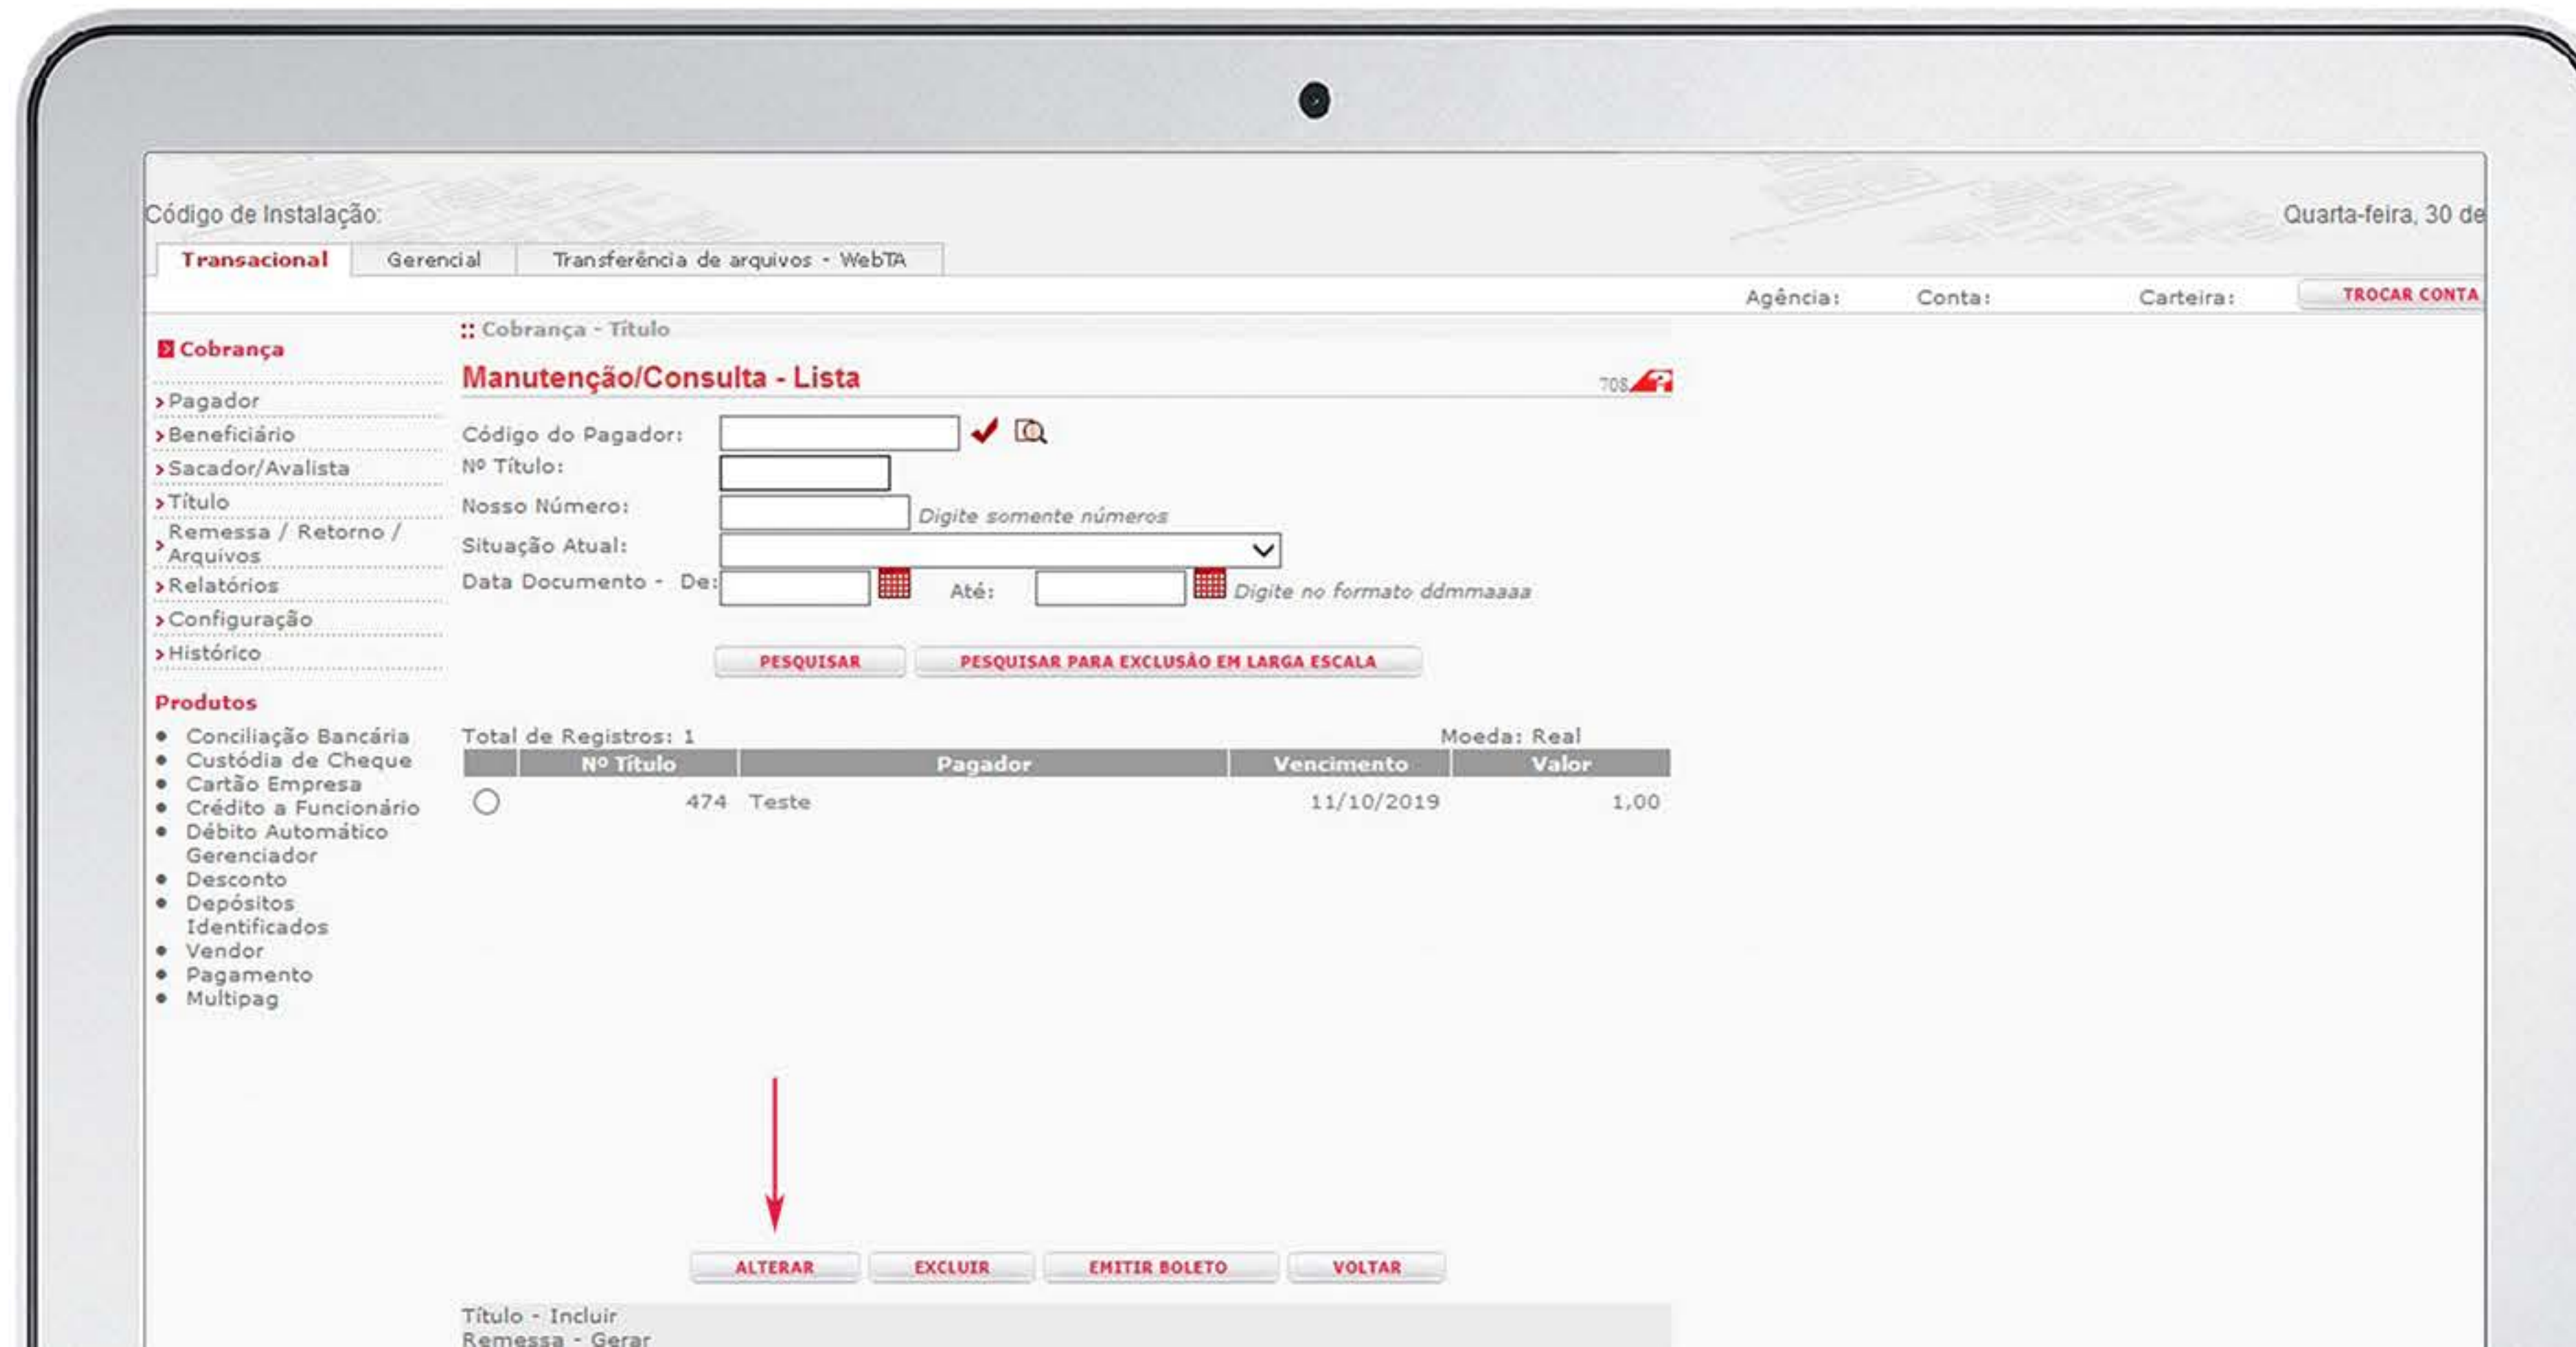 Código de Instalação:
Quarta-feira, 30 de
Transacional Gerencial Transferência de arquivos - WebTA
Agência: Conta: Carteira: TROCAR CONTA
Cobrança
Pagador
Beneficiário
Sacador/Avalista
Título
Remessa / Retorno /
Arquivos
Relatórios
Configuração
Histórico
Produtos
Conciliação Bancária
Custódia de Cheque
Cartão Empresa
Crédito a Funcionário
Débito Automático
Gerenciador
Desconto
Depósitos
Identificados
Vendor
Pagamento
Multipag
:: Cobrança - Título
Manutenção/Consulta - Lista
708
Código do Pagador:
Nº Título:
Nosso Número: Digite somente números
Situação Atual:
Data Documento - De: Até: Digite no formato ddmmaaaa
PESQUISAR PESQUISAR PARA EXCLUSÃO EM LARGA ESCALA
Total de Registros: 1 Moeda: Real
Nº Título Pagador Vencimento Valor
474 Teste 11/10/2019 1,00
ALTERAR EXCLUIR EMITIR BOLETO VOLTAR
Título - Incluir
Remessa - Gerar